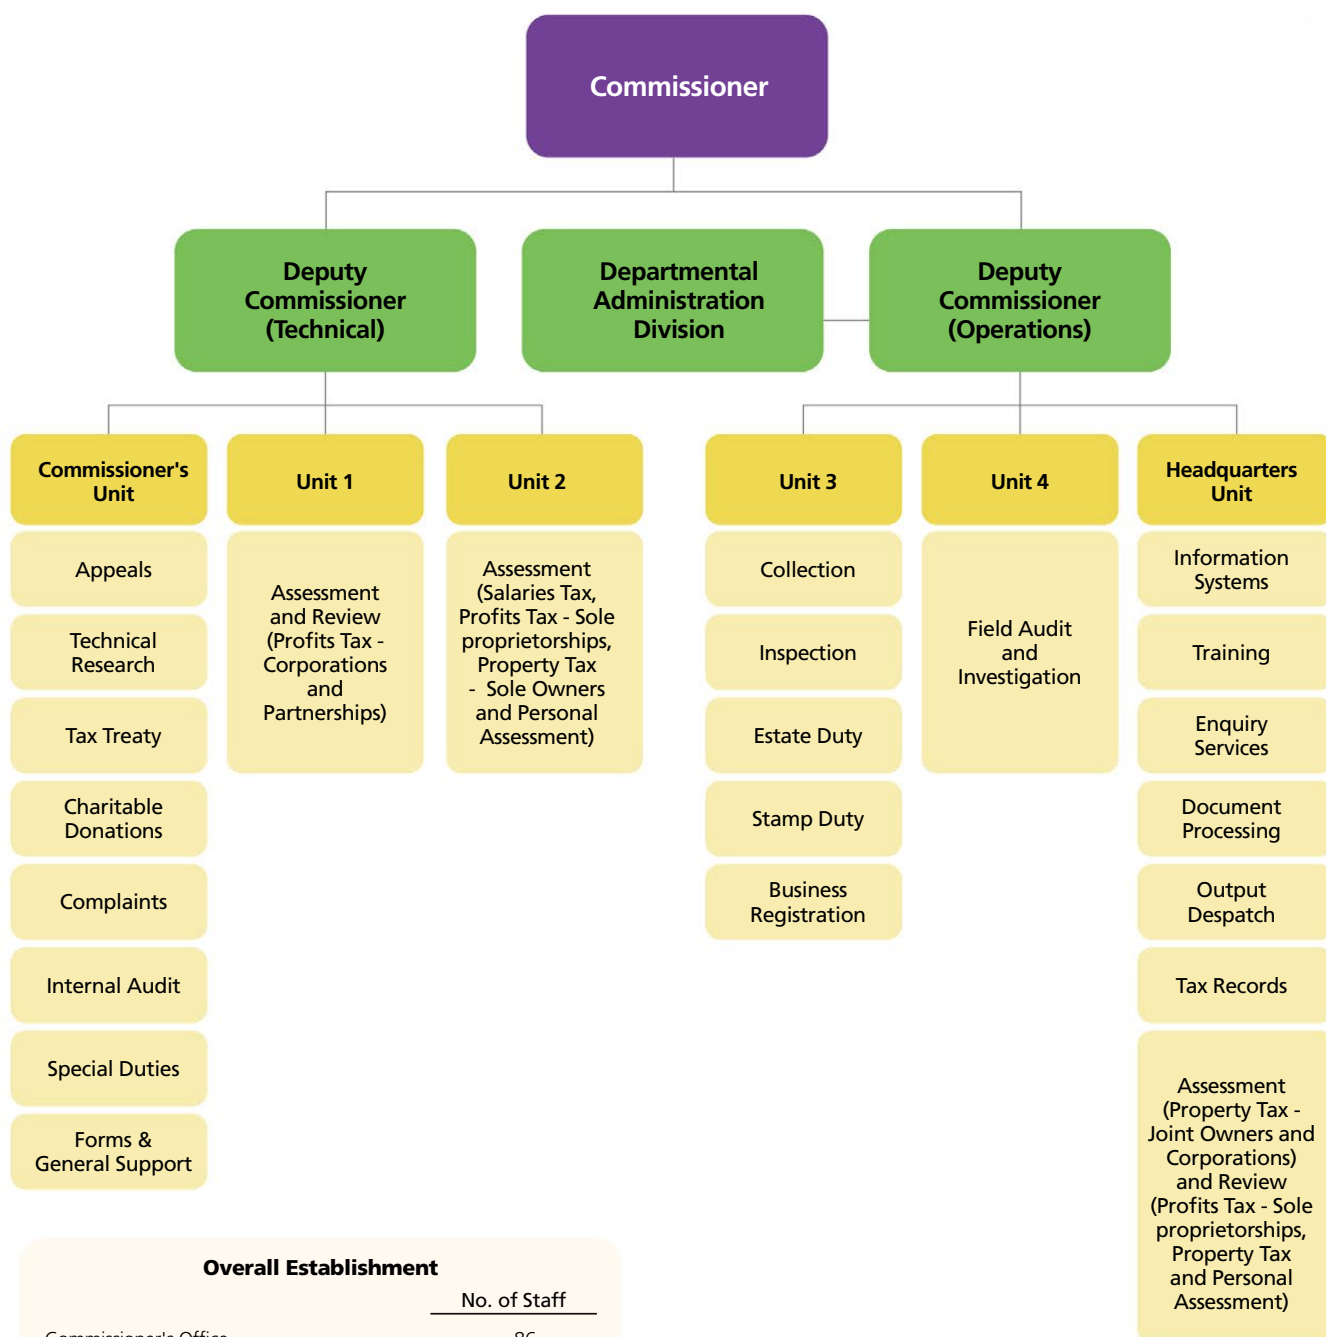 Commissioner
Deputy
Commissioner
(Technical)
Departmental
Administration
Division
Deputy
Commissioner
(Operations)
Commissioner's
Unit
Appeals
Technical
Research
Tax Treaty
Charitable
Donations
Complaints
Internal Audit
Special Duties
Forms &
General Support
Unit 1
Assessment
and Review
(Profits Tax -
Corporations
and
Partnerships)
Unit 2
Assessment
(Salaries Tax,
Profits Tax - Sole
proprietorships,
Property Tax
- Sole Owners
and Personal
Assessment)
Unit 3
Collection
Inspection
Estate Duty
Stamp Duty
Business
Registration
Unit 4
Field Audit
and
Investigation
Headquarters
Unit
Information
Systems
Training
Enquiry
Services
Document
Processing
Output
Despatch
Tax Records
Assessment
(Property Tax -
Joint Owners and
Corporations)
and Review
(Profits Tax - Sole
proprietorships,
Property Tax
and Personal
Assessment)
Overall Establishment
No. of Staff
Commissioner's Office 86